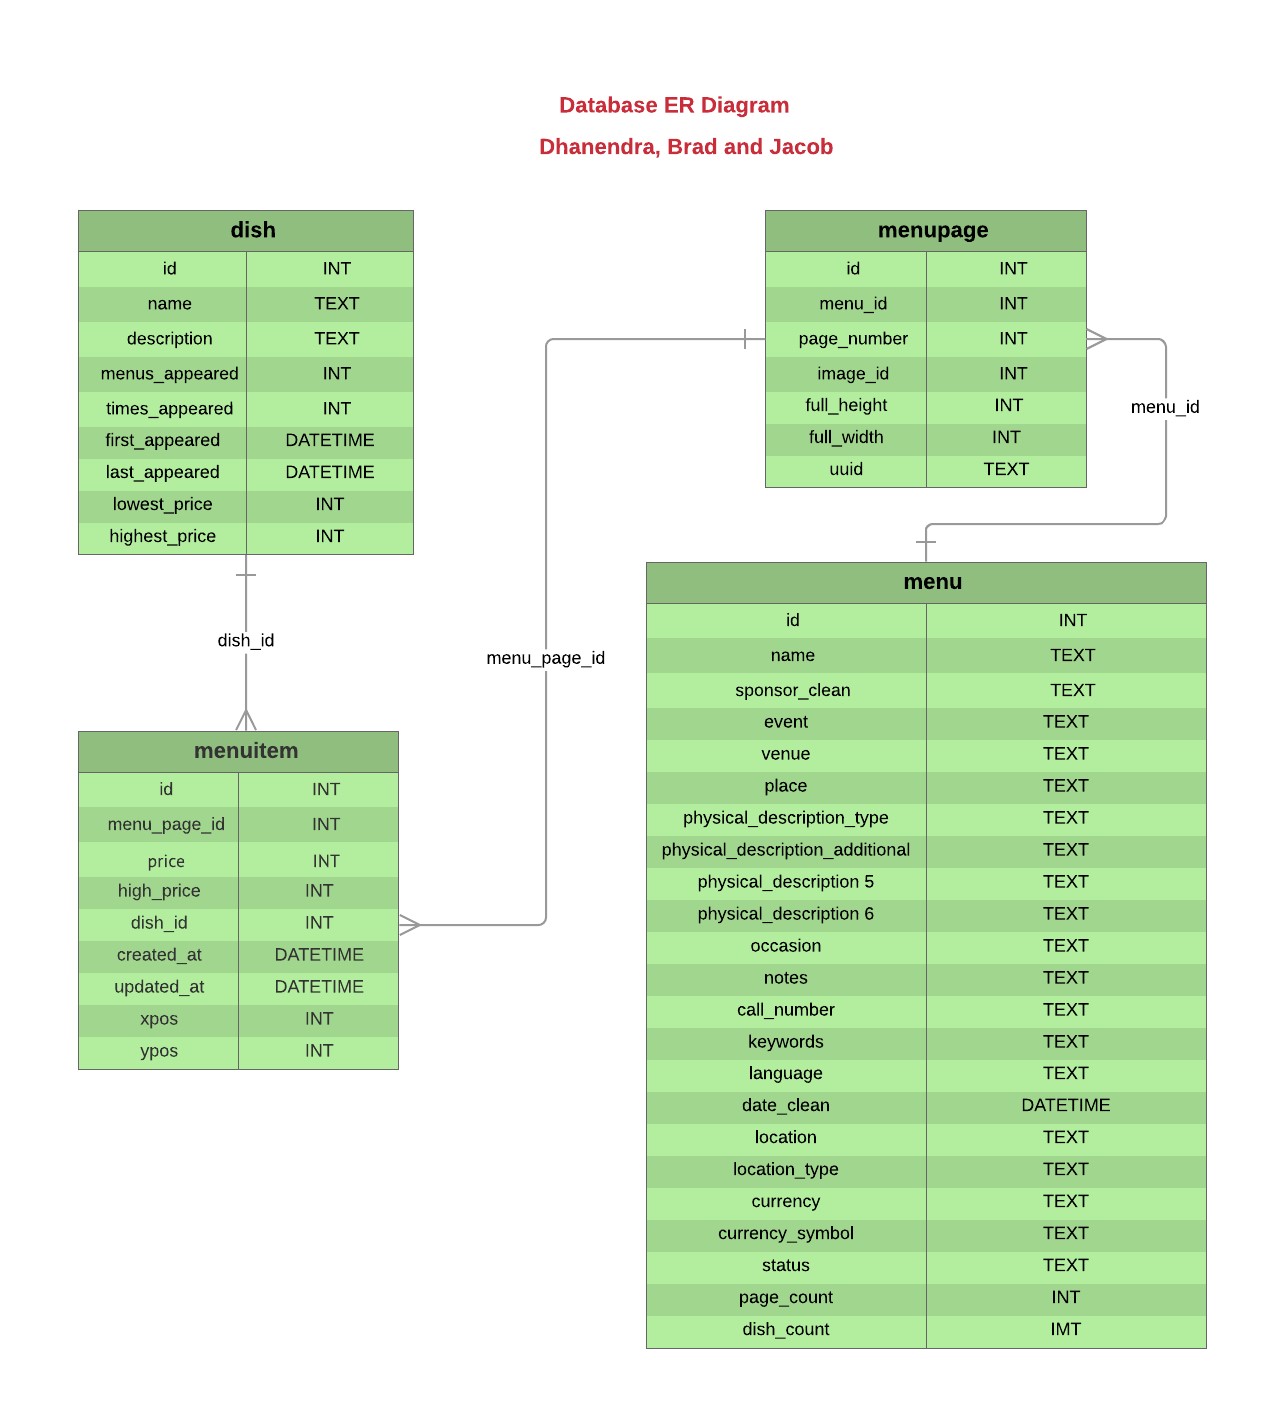 Database ER Diagram
Dhanendra, Brad and Jacob
dish
id INT
name TEXT
description TEXT
menus_appeared INT
times_appeared INT
first_appeared DATETIME
last_appeared DATETIME
lowest_price INT
highest_price INT
dish_id
menuitem
id INT
menu_page_id INT
price INT
high_price INT
dish_id INT
created_at DATETIME
updated_at DATETIME
xpos INT
ypos INT
menu_page_id
menupage
id INT
menu_id INT
page_number INT
image_id INT
full_height INT
full_width INT
uuid TEXT
menu_id
menu
id INT
name TEXT
sponsor_clean TEXT
event TEXT
venue TEXT
place TEXT
physical_description_type TEXT
physical_description_additional TEXT
physical_description 5 TEXT
physical_description 6 TEXT
occasion TEXT
notes TEXT
call_number TEXT
keywords TEXT
language TEXT
date_clean DATETIME
location TEXT
location_type TEXT
currency TEXT
currency_symbol TEXT
status TEXT
page_count INT
dish_count IMT